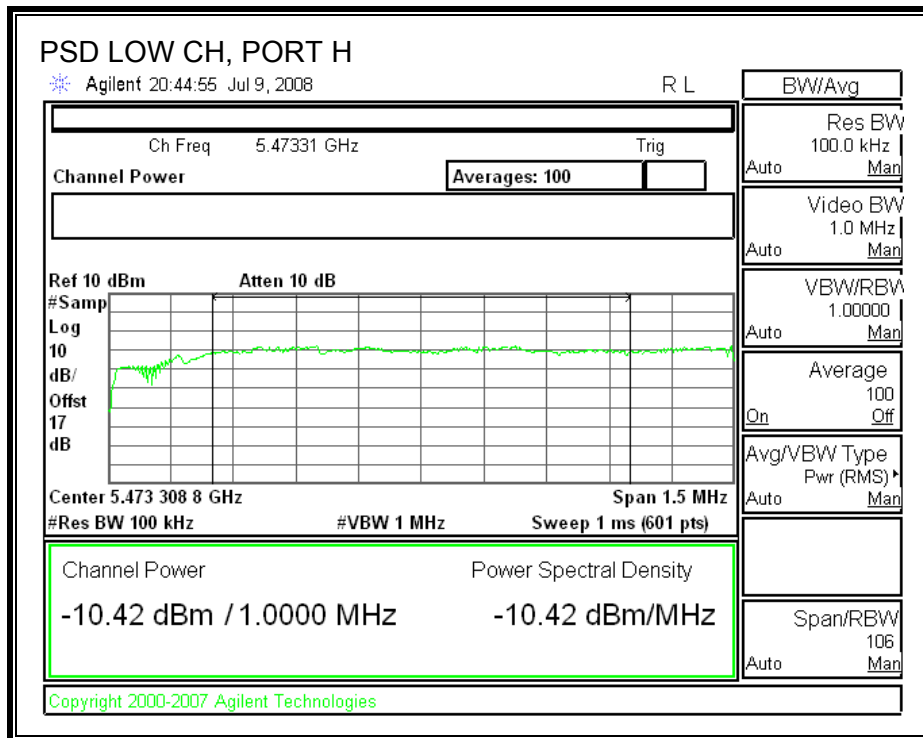 PSD LOW CH, PORT H
Agilent 20:44:55 Jul 9, 2008 R L
BW/Avg
Ch Freq 5.47331 GHz Trig
Channel Power Averages: 100
Res BW
100.0 kHz
Auto Man
Video BW
1.0 MHz
Auto Man
VBW/RBW
1.00000
Auto Man
Average
100
On Off
Avg/VBW Type
Pwr (RMS)
Auto Man
Span/RBW
106
Auto Man
Ref 10 dBm Atten 10 dB
#Samp
Log
10
dB/
Offst
17
dB
Center 5.473 308 8 GHz Span 1.5 MHz
#Res BW 100 kHz #VBW 1 MHz Sweep 1 ms (601 pts)
Channel Power Power Spectral Density
-10.42 dBm / 1.0000 MHz -10.42 dBm/MHz
Copyright 2000-2007 Agilent Technologies